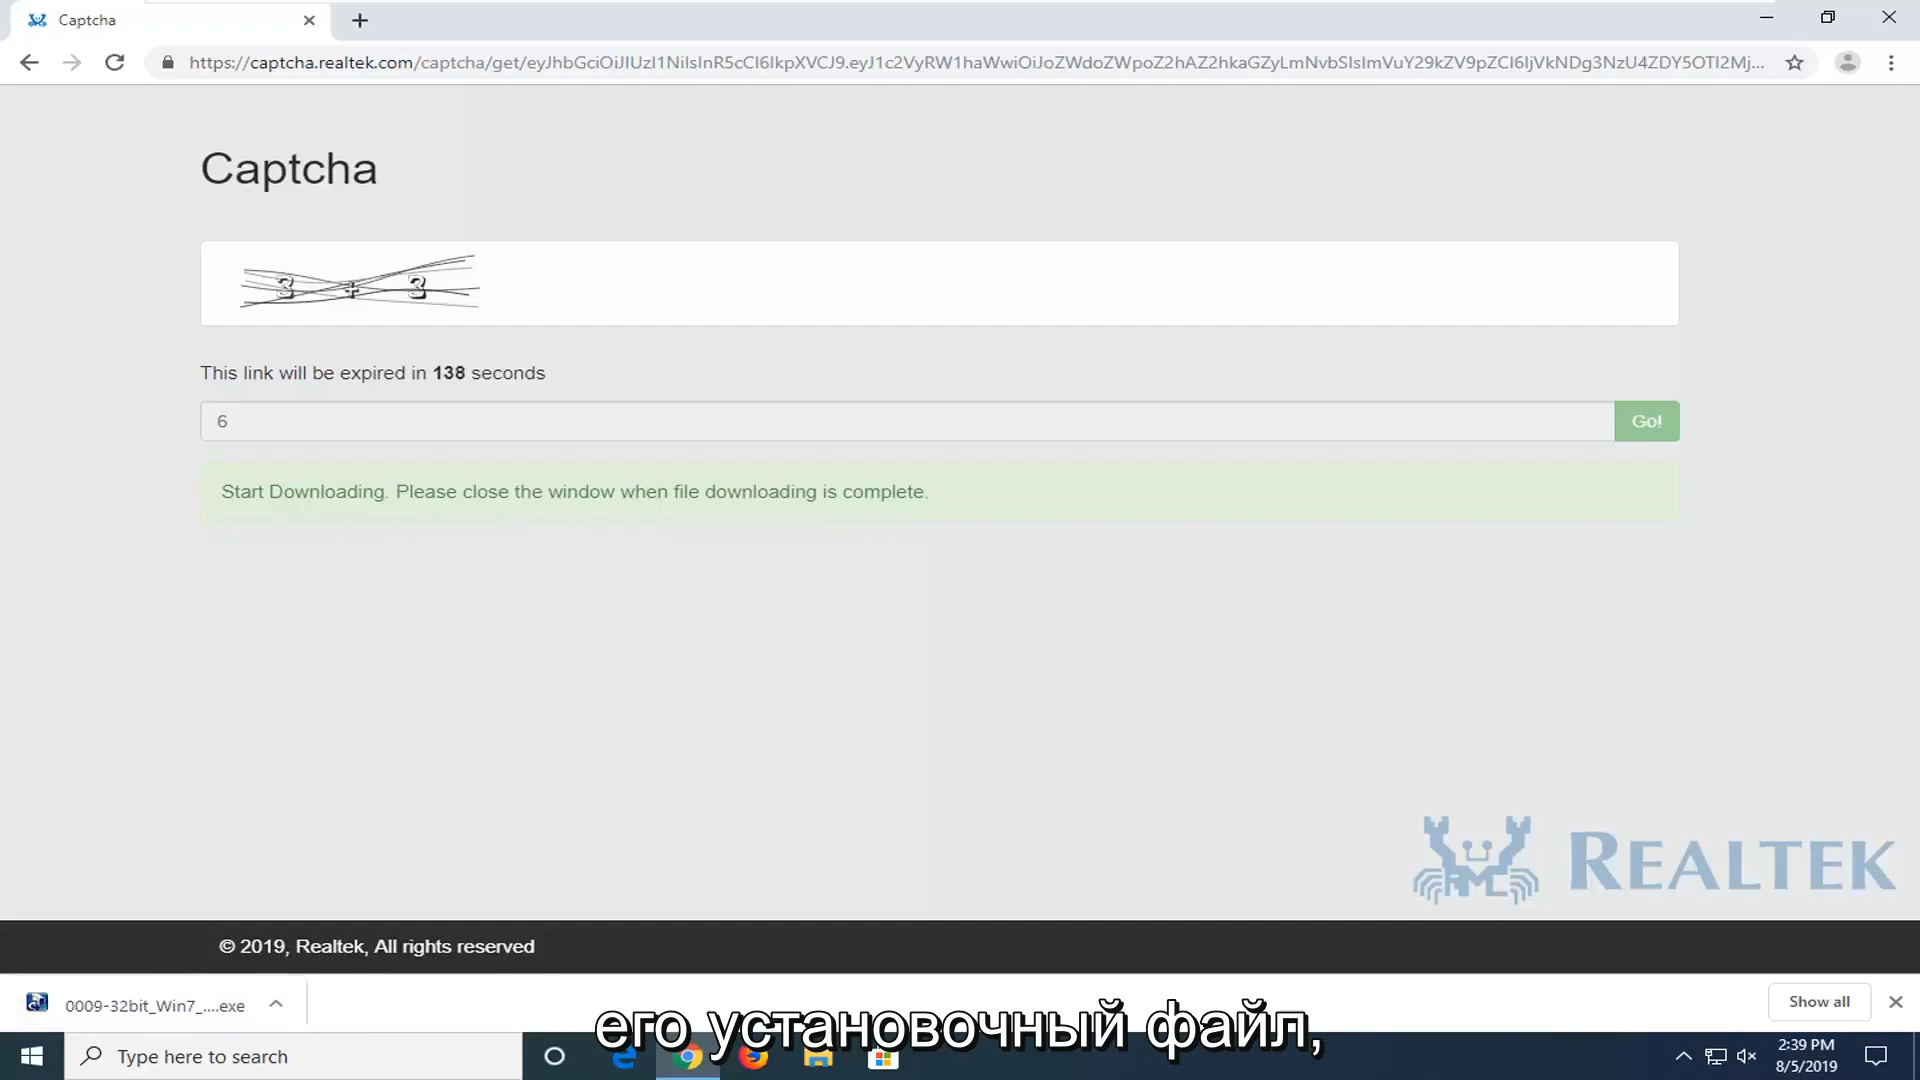 Captcha
https://captcha.realtek.com/captcha/get/eyJhbGciOiJIUzI1NiIsInR5cCI6IkpXVCJ9.eyJ1c2VyRW1haWwiOiJoZWdoZWpoZ2hAZ2hkaGZyLmNvbSIsImVuY29kZV9pZCI6IjVkNDg3NzU4ZDY5OTI2Mj...
Captcha
3 + 3
This link will be expired in 138 seconds
6
Go!
Start Downloading. Please close the window when file downloading is complete.
REALTEK
© 2019, Realtek, All rights reserved
0009-32bit_Win7_....exe
Show all
его установочный файл,
Type here to search
2:39 PM
8/5/2019